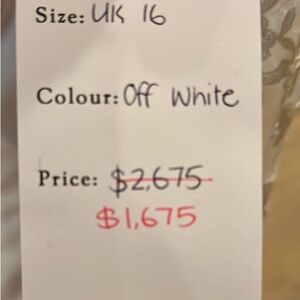 Size: UK 16
Colour: Off White
Price: $2,675
$1,675